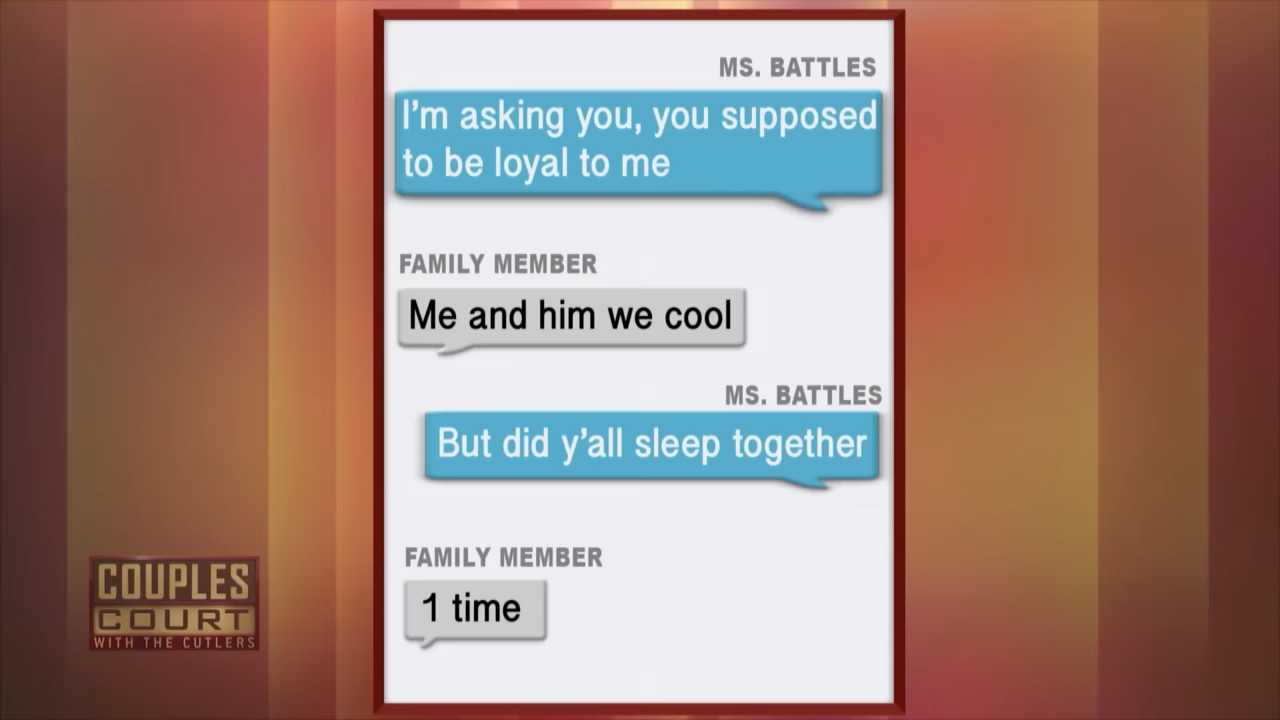 MS. BATTLES
I'm asking you, you supposed
to be loyal to me
FAMILY MEMBER
Me and him we cool
MS. BATTLES
But did y'all sleep together
FAMILY MEMBER
1 time
COUPLES
COURT
WITH THE CUTLERS